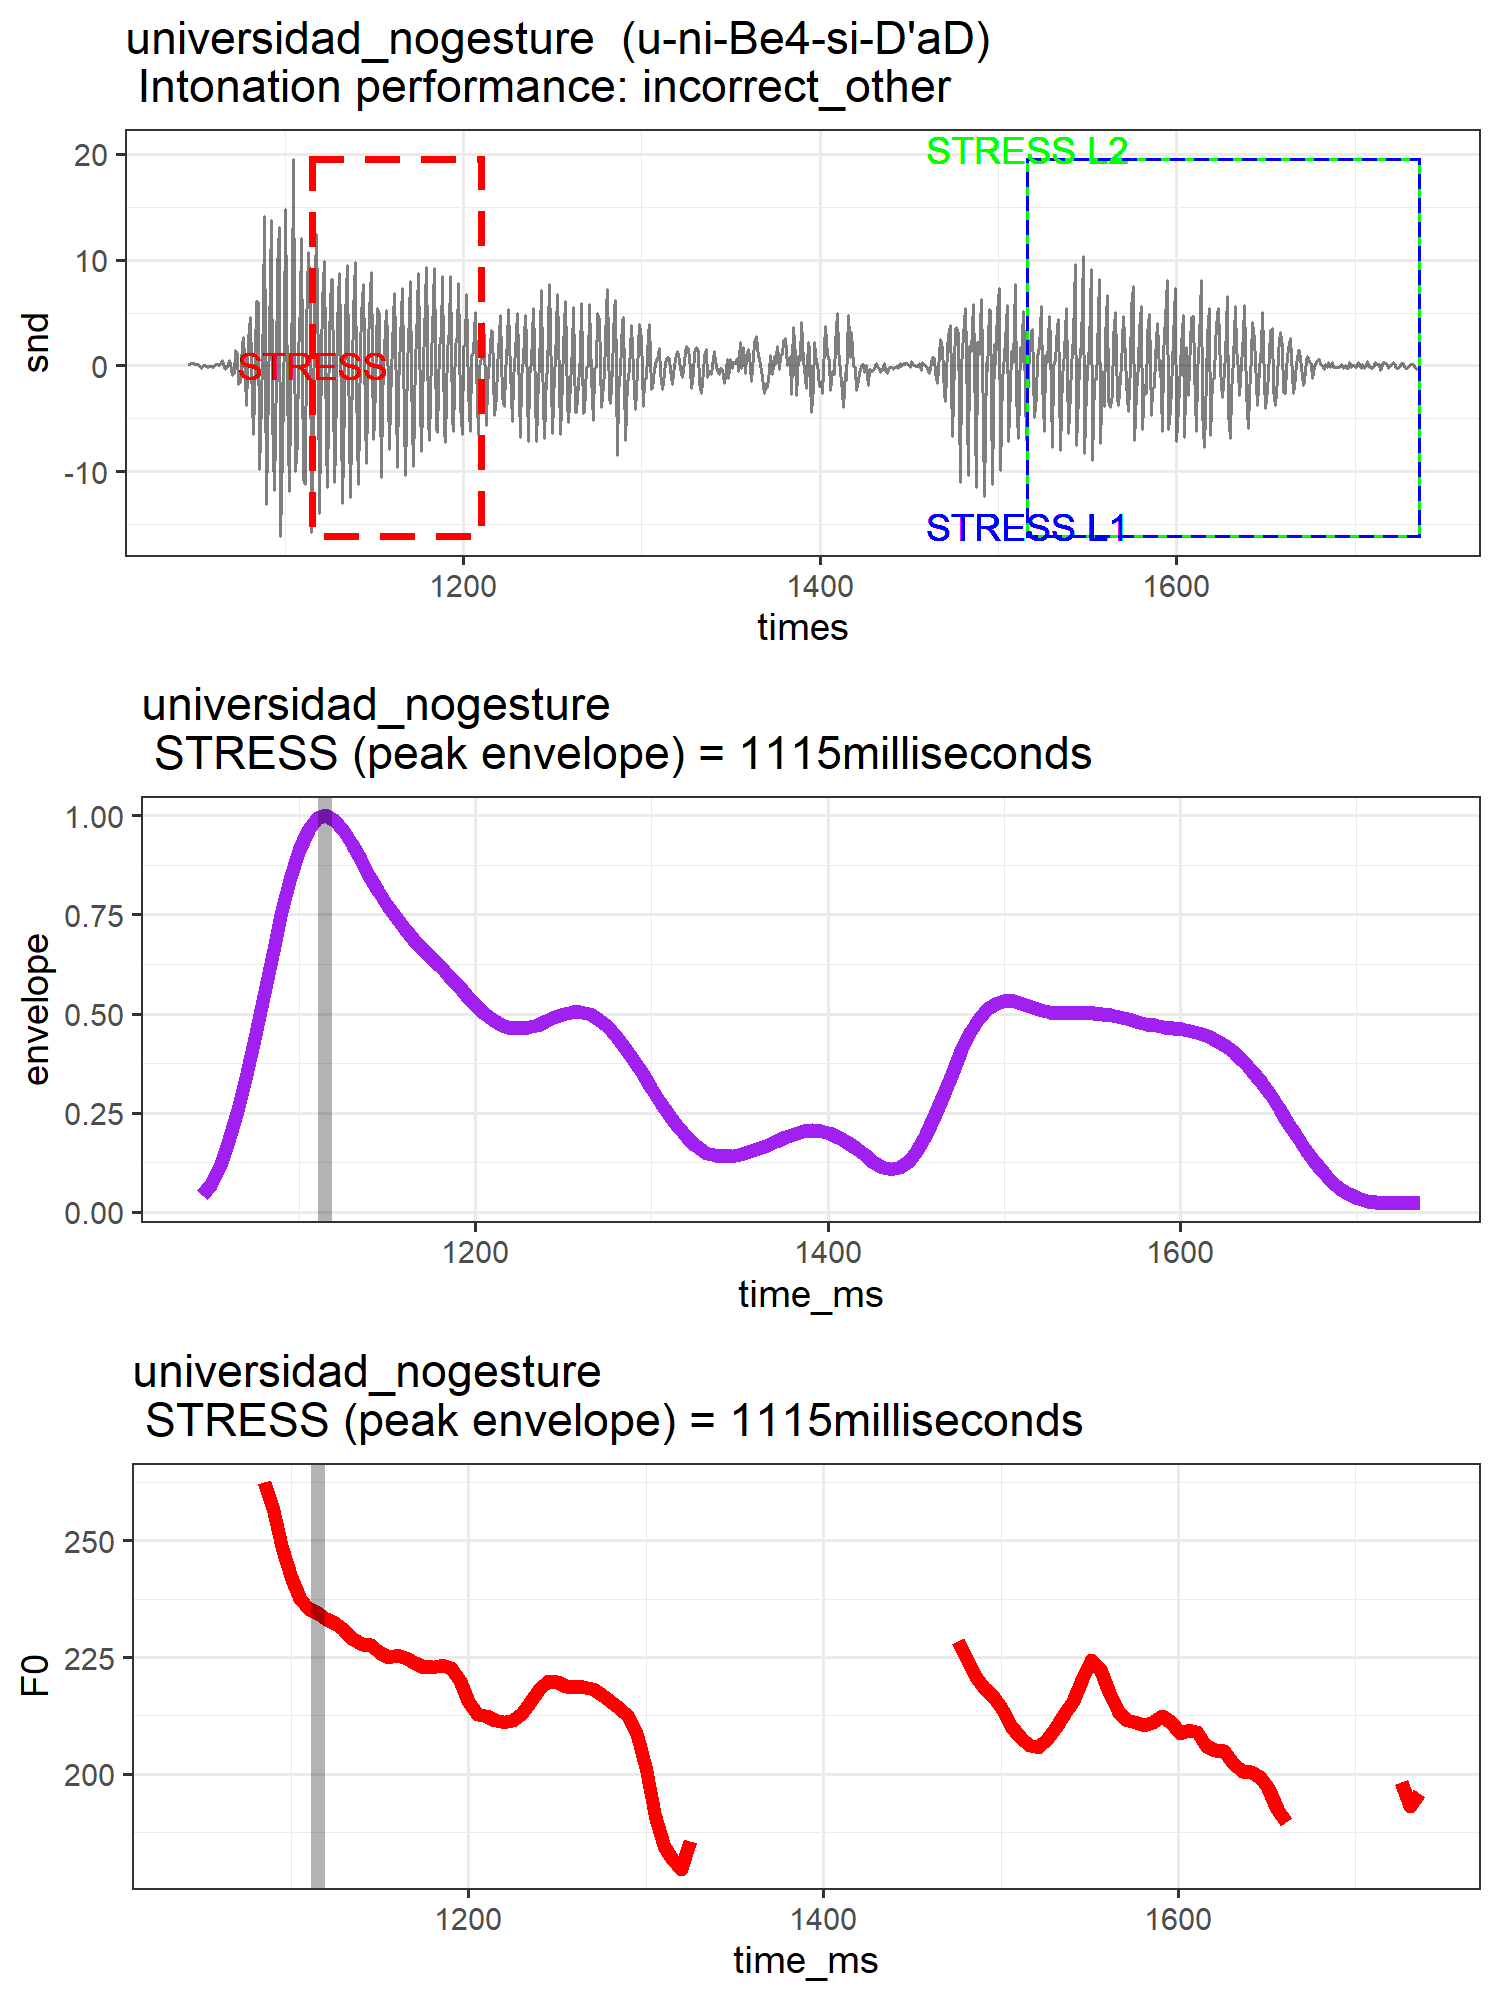 universidad_nogesture  (u-ni-Be4-si-D'aD)
Intonation performance: incorrect_other
20
10
0
-10
snd
STRESS
STRESS L2
STRESS L1
1200 1400 1600
times
universidad_nogesture
STRESS (peak envelope) = 1115milliseconds
1.00
0.75
0.50
0.25
0.00
envelope
1200 1400 1600
time_ms
universidad_nogesture
STRESS (peak envelope) = 1115milliseconds
250
225
200
F0
1200 1400 1600
time_ms